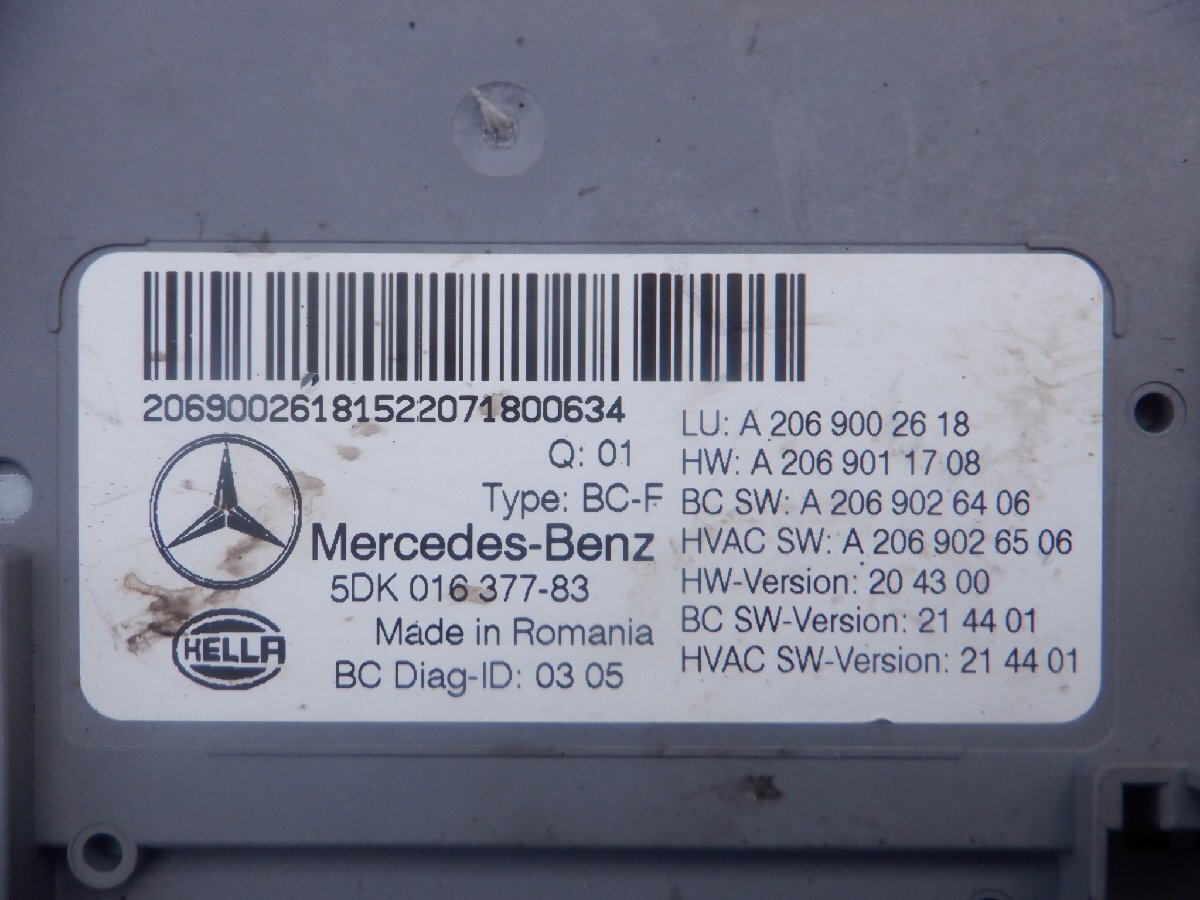 2069002618152207180​0634
Q: 01
Type: BC-F
Mercedes-Benz
5DK 016 377-83
HELLA
Made in Romania
BC Diag-ID: 03 05
LU: A 206 900 26 18
HW: A 206 901 17 08
BC SW: A 206 902 64 06
HVAC SW: A 206 902 65 06
HW-Version: 20 43 00
BC SW-Version: 21 44 01
HVAC SW-Version: 21 44 01